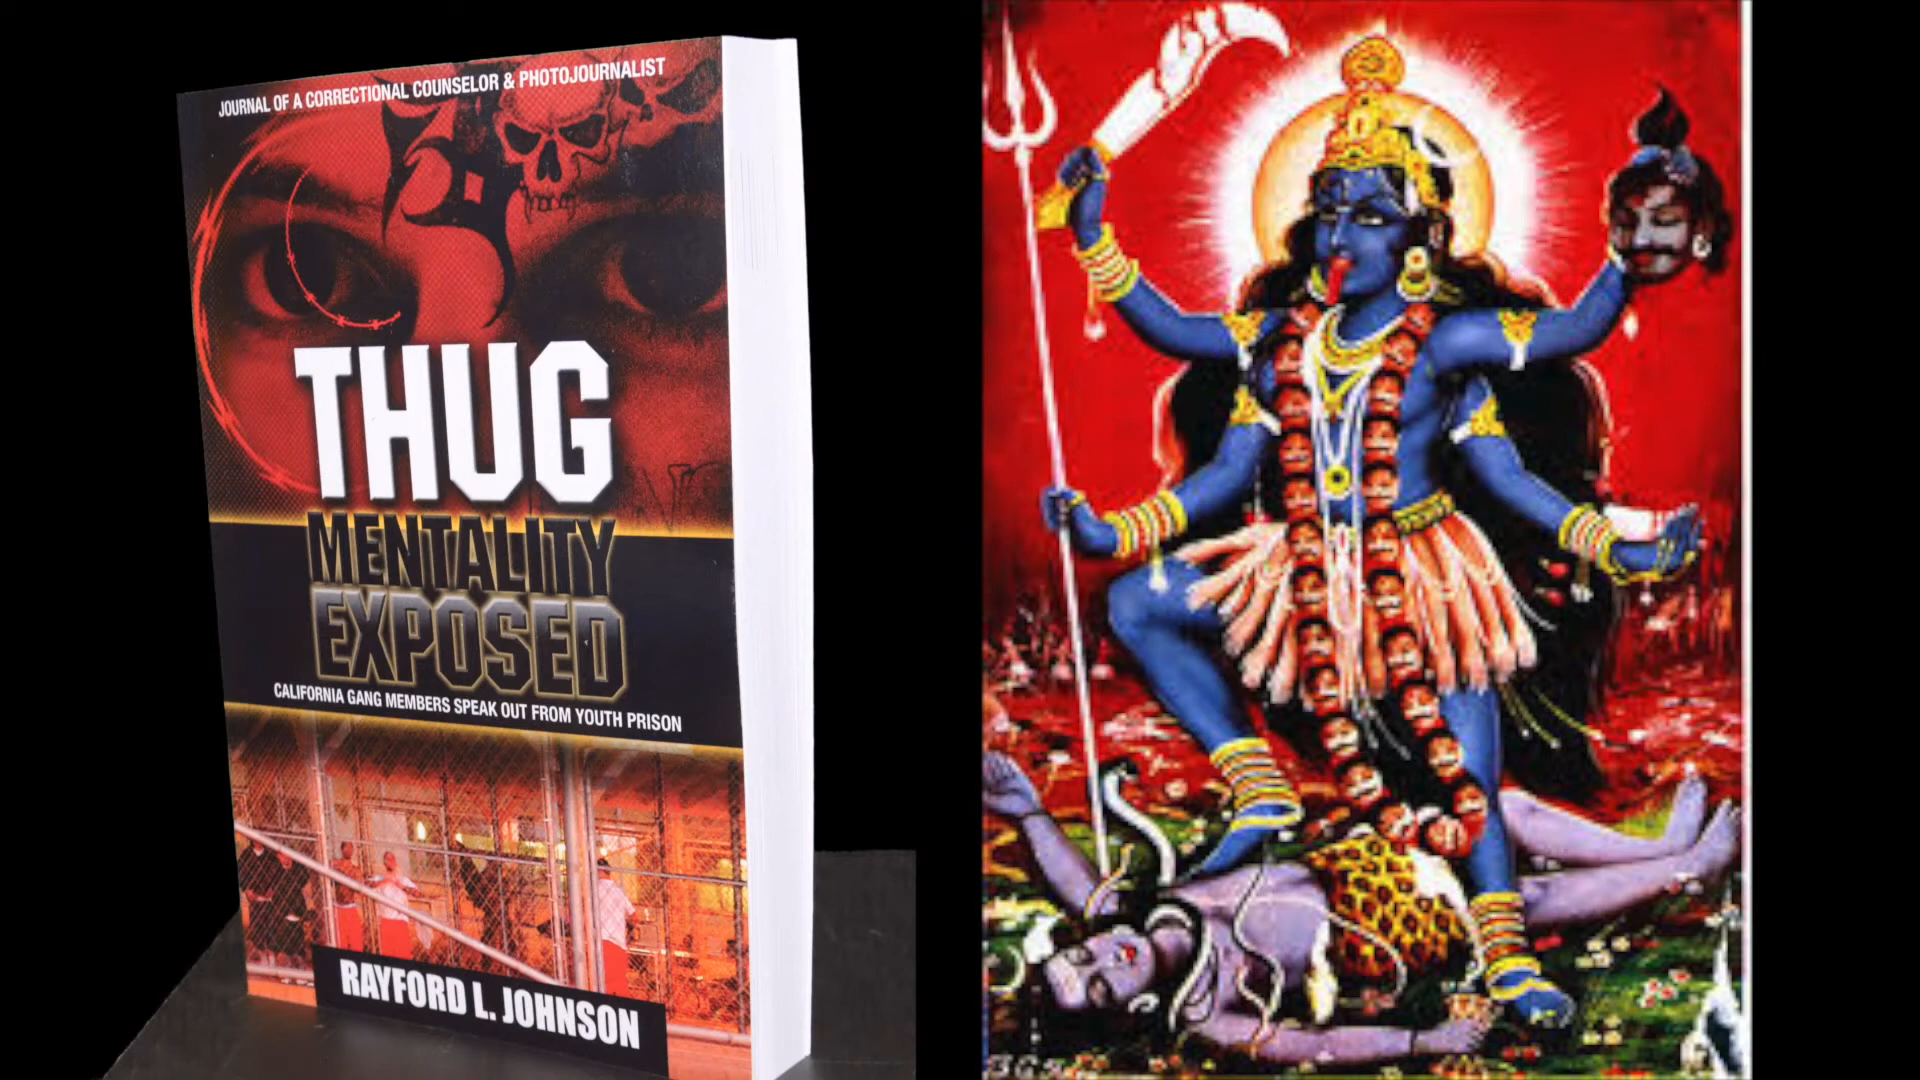 JOURNAL OF A CORRECTIONAL COUNSELOR & PHOTOJOURNALIST
THUG
MENTALITY
EXPOSED
CALIFORNIA GANG MEMBERS SPEAK OUT FROM YOUTH PRISON
RAYFORD L. JOHNSON